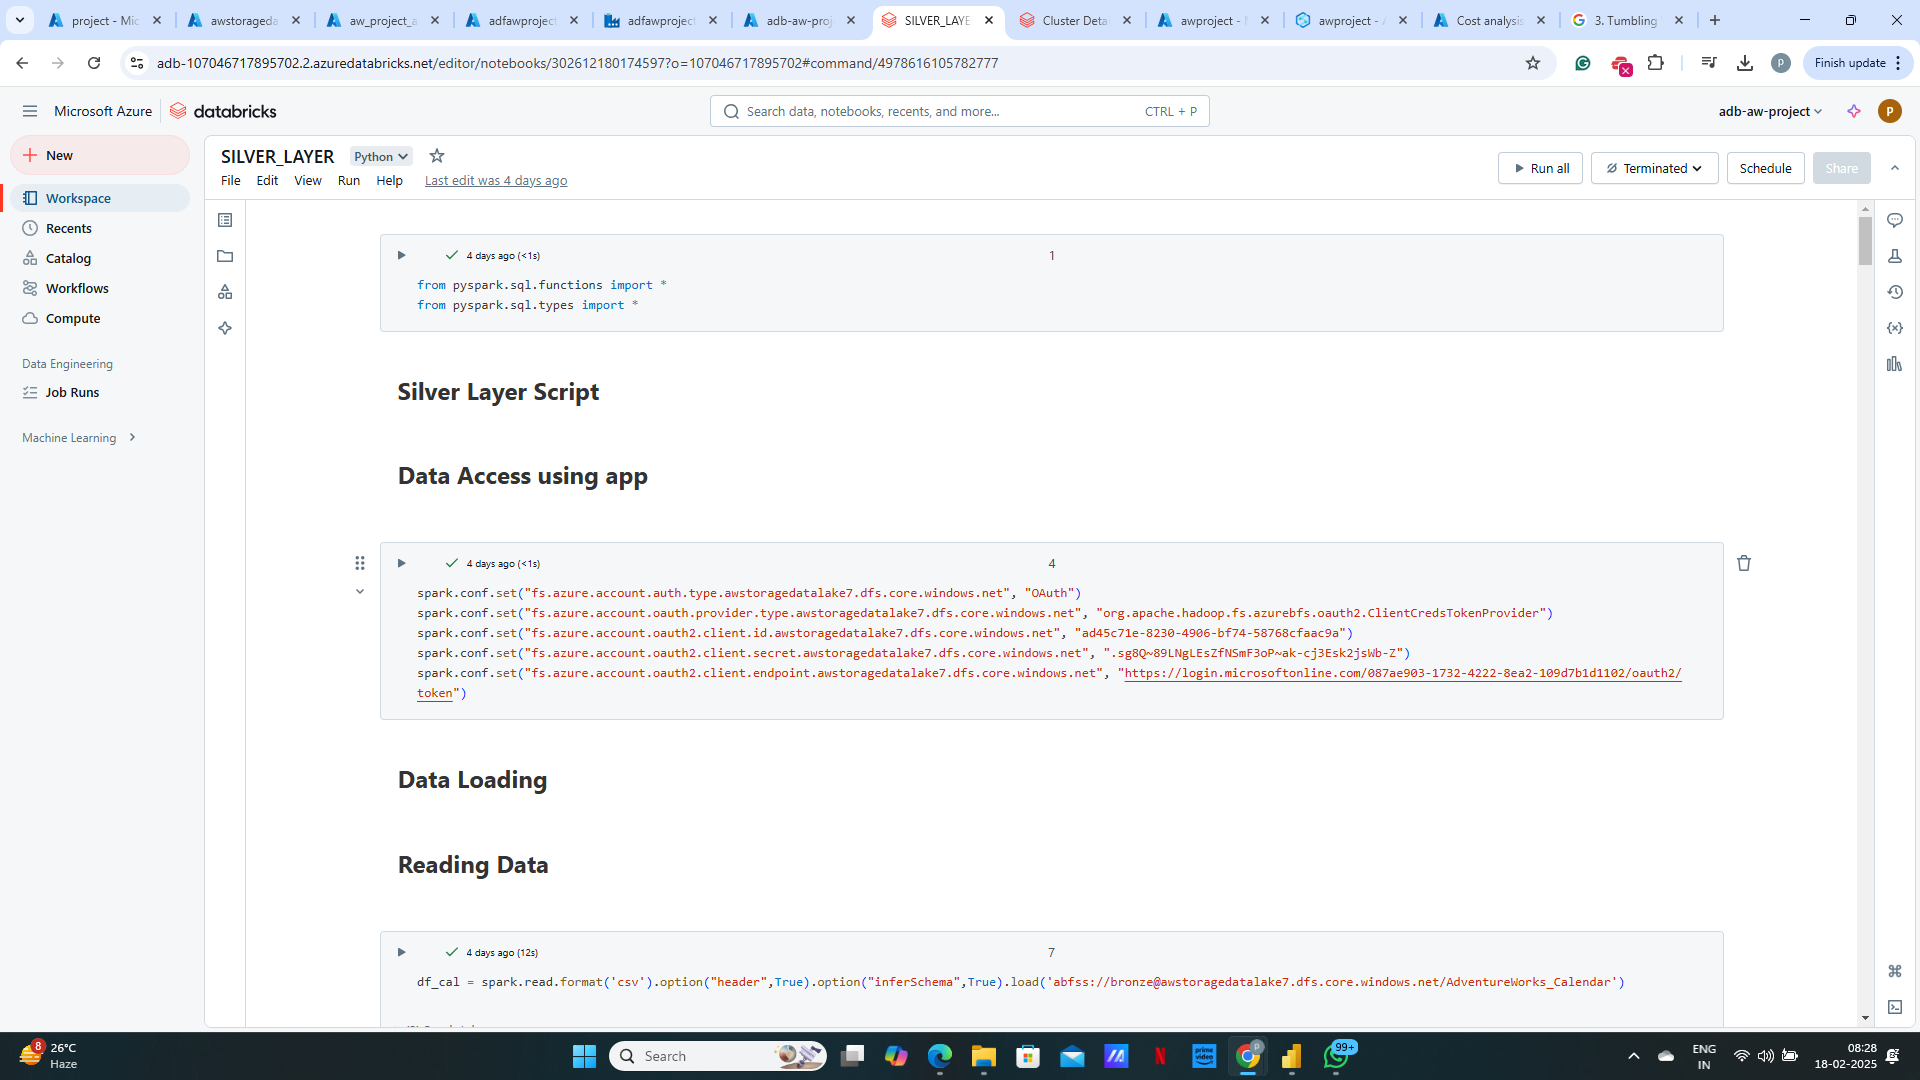 project - Mic
awstorageda
aw_project_a
adfawproject
adfawproject
adb-aw-proj
SILVER_LAYE
Cluster Detai
awproject - M
awproject - A
Cost analysis
3. Tumbling
adb-107046717895702.2.azuredatabricks.net/editor/notebooks/302612180174597?o=107046717895702#command/4978616105782777
P
Finish update
Microsoft Azure
databricks
Search data, notebooks, recents, and more...
CTRL + P
adb-aw-project
P
New
Workspace
Recents
Catalog
Workflows
Compute
Data Engineering
Job Runs
Machine Learning
SILVER_LAYER
Python
File Edit View Run Help Last edit was 4 days ago
Run all
Terminated
Schedule
Share
4 days ago (<1s)
1
from pyspark.sql.functions import *
from pyspark.sql.types import *
Silver Layer Script
Data Access using app
4 days ago (<1s)
4
spark.conf.set("fs.azure.account.auth.type.awstoragedatalake7.dfs.core.windows.net", "OAuth")
spark.conf.set("fs.azure.account.oauth.provider.type.awstoragedatalake7.dfs.core.windows.net", "org.apache.hadoop.fs.azurebfs.oauth2.ClientCredsTokenProvider")
spark.conf.set("fs.azure.account.oauth2.client.id.awstoragedatalake7.dfs.core.windows.net", "ad45c71e-8230-4906-bf74-58768cfaac9a")
spark.conf.set("fs.azure.account.oauth2.client.secret.awstoragedatalake7.dfs.core.windows.net", ".sg8Q~89LNgLEsZfNSmF3oP~ak-cj3Esk2jsWb-Z")
spark.conf.set("fs.azure.account.oauth2.client.endpoint.awstoragedatalake7.dfs.core.windows.net", "https://login.microsoftonline.com/087ae903-1732-4222-8ea2-109d7b1d1102/oauth2/
token")
Data Loading
Reading Data
4 days ago (12s)
7
df_cal = spark.read.format('csv').option("header",True).option("inferSchema",True).load('abfss://bronze@awstoragedatalake7.dfs.core.windows.net/AdventureWorks_Calendar')
8
26°C
Haze
Search
prime video
99+
ENG
IN
08:28
18-02-2025